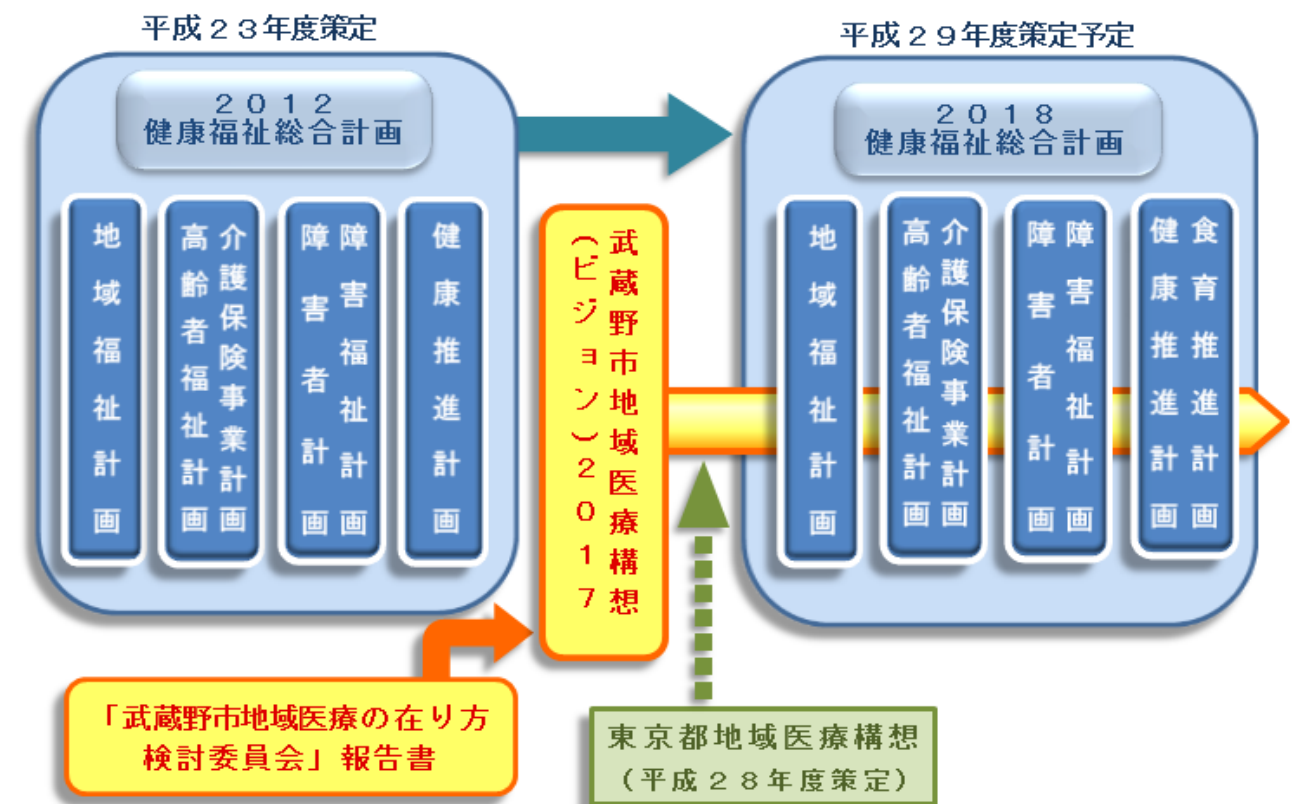 平成２３年度策定
２０１２
健康福祉総合計画
地域福祉計画
介護保険事業計画
高齢者福祉計画
障害福祉計画
障害者計画
健康推進計画
武蔵野市地域医療構想
（ビジョン）２０１７
「武蔵野市地域医療の在り方
検討委員会」報告書
東京都地域医療構想
（平成２８年度策定）
平成２９年度策定予定
２０１８
健康福祉総合計画
地域福祉計画
介護保険事業計画
高齢者福祉計画
障害福祉計画
障害者計画
食育推進計画
健康推進計画